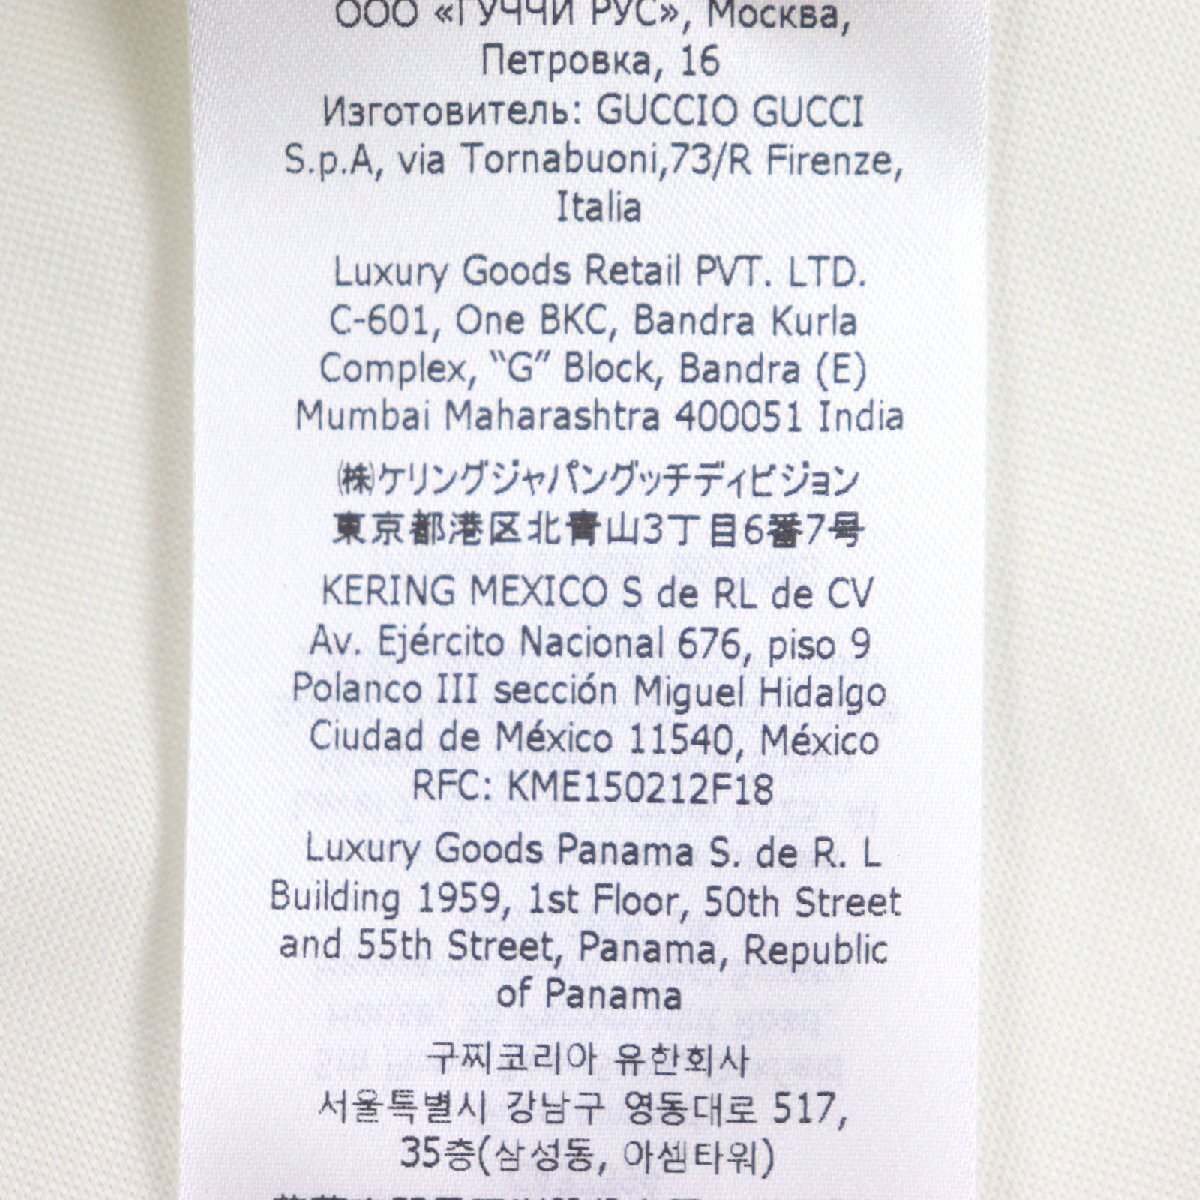 ООО «ГУЧЧИ РУС», Москва,
Петровка, 16
Изготовитель: GUCCIO GUCCI
S.p.A, via Tornabuoni,73/R Firenze,
Italia
Luxury Goods Retail PVT. LTD.
C-601, One BKC, Bandra Kurla
Complex, “G” Block, Bandra (E)
Mumbai Maharashtra 400051 India
㈱ケリングジャパングッチディビジョン
東京都港区北青山3丁目6番7号
KERING MEXICO S de RL de CV
Av. Ejército Nacional 676, piso 9
Polanco III sección Miguel Hidalgo
Ciudad de México 11540, México
RFC: KME150212F18
Luxury Goods Panama S. de R. L
Building 1959, 1st Floor, 50th Street
and 55th Street, Panama, Republic
of Panama
구찌코리아 유한회사
서울특별시 강남구 영동대로 517,
35층(삼성동, 아셈타워)